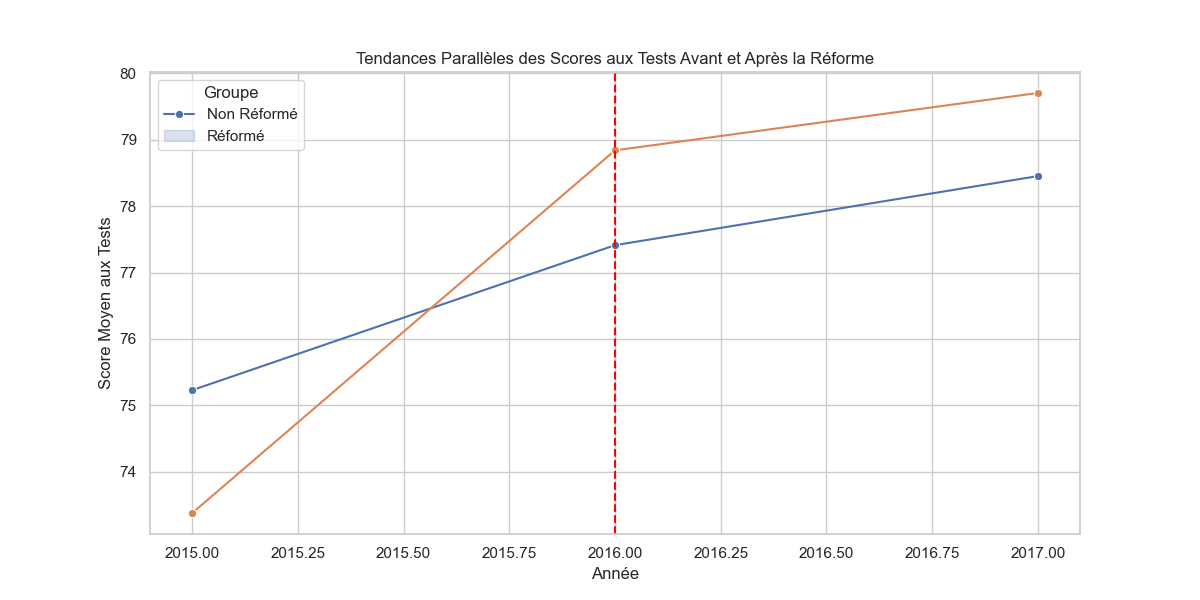 Tendances Parallèles des Scores aux Tests Avant et Après la Réforme
Groupe
Non Réformé
Réformé
Score Moyen aux Tests
80
79
78
77
76
75
74
2015.00 2015.25 2015.50 2015.75 2016.00 2016.25 2016.50 2016.75 2017.00
Année